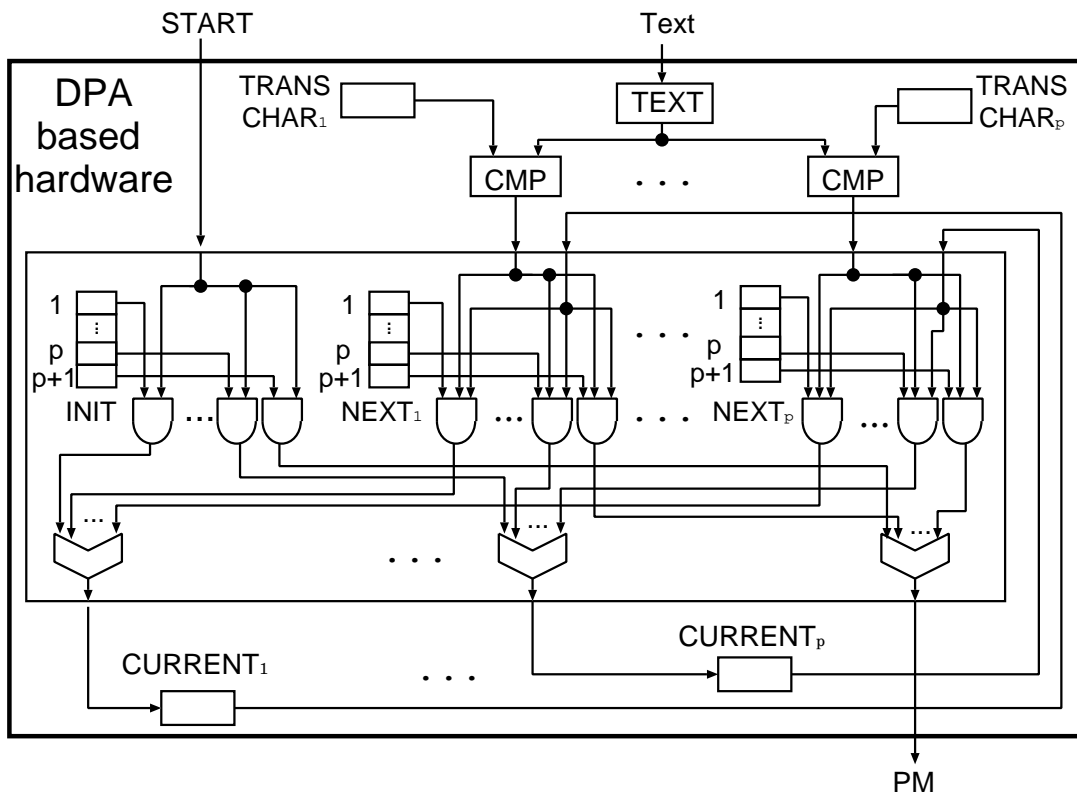 START
Text
DPA
based
hardware
TRANS
CHAR₁
TEXT
TRANS
CHARₚ
CMP
. . .
CMP
1
...
p
p+1
INIT
...
1
...
p
p+1
NEXT₁
...
. . .
. . .
1
...
p
p+1
NEXTₚ
...
...
...
...
. . .
CURRENT₁
. . .
CURRENTₚ
PM